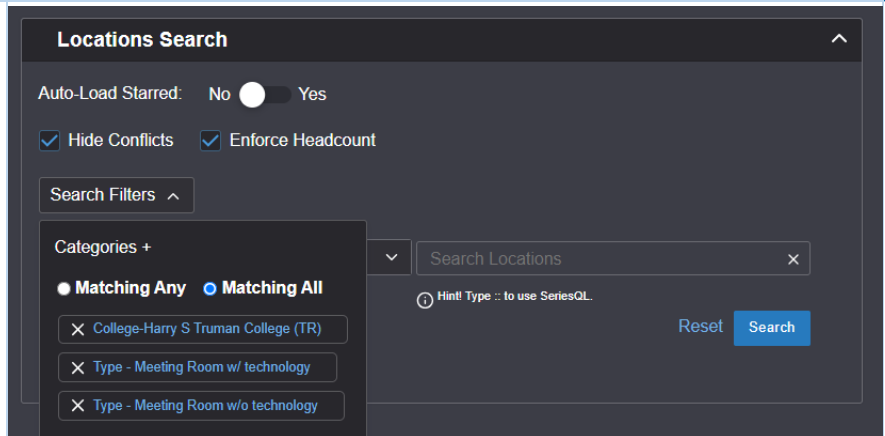 Locations Search
Auto-Load Starred: No Yes
Hide Conflicts Enforce Headcount
Search Filters
Categories +
Search Locations
Matching Any Matching All
Hint! Type :: to use SeriesQL.
College-Harry S Truman College (TR)
Reset Search
Type - Meeting Room w/ technology
Type - Meeting Room w/o technology